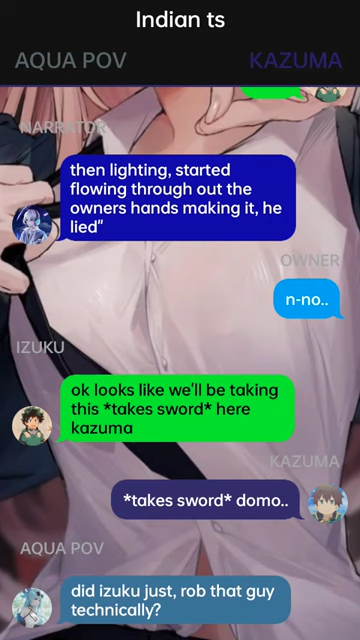 Indian ts
AQUA POV
KAZUMA
NARRATOR
then lighting, started
flowing through out the
owners hands making it, he
lied"
OWNER
n-no..
IZUKU
ok looks like we'll be taking
this *takes sword* here
kazuma
KAZUMA
*takes sword* domo..
AQUA POV
did izuku just, rob that guy
technically?